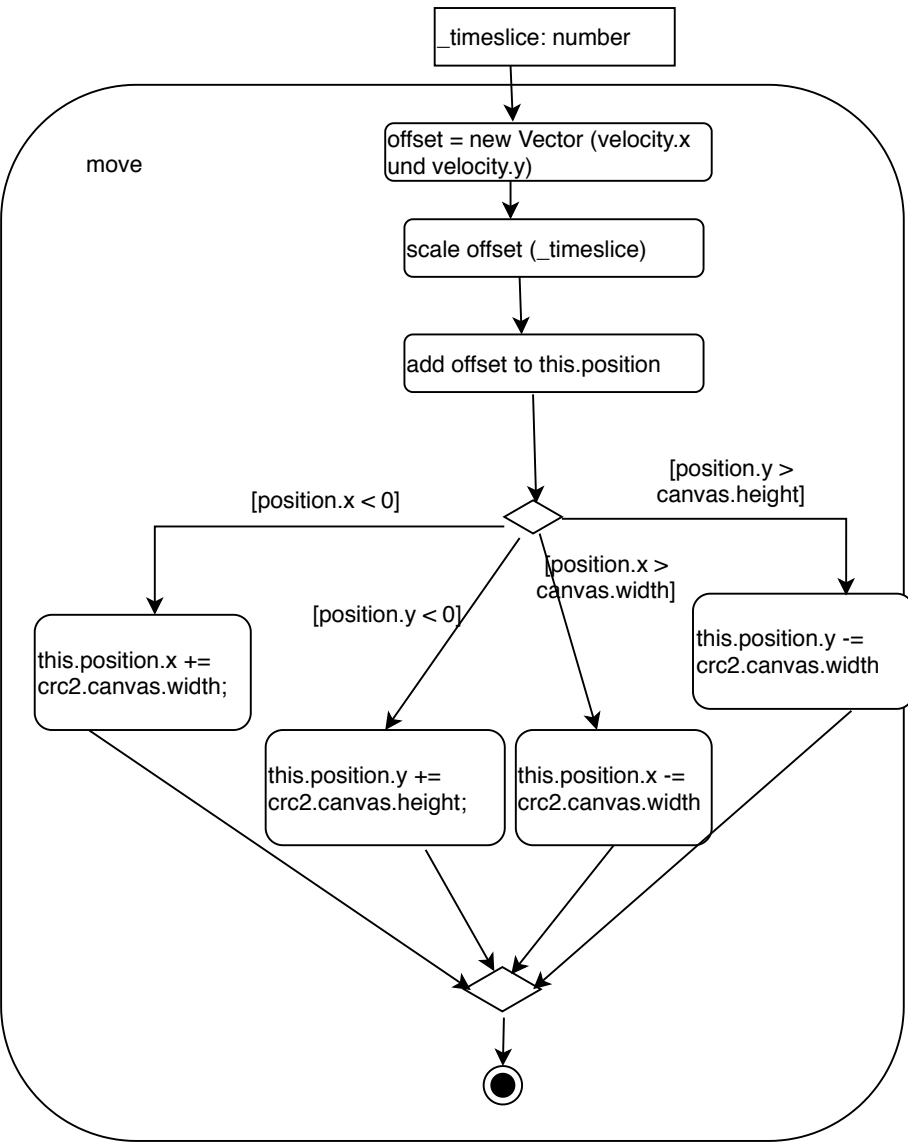 _timeslice: number
move
offset = new Vector (velocity.x
und velocity.y)
scale offset (_timeslice)
add offset to this.position
[position.x < 0]
[position.y >
canvas.height]
[position.y < 0]
[position.x >
canvas.width]
this.position.x +=
crc2.canvas.width;
this.position.y -=
crc2.canvas.width
this.position.y +=
crc2.canvas.height;
this.position.x -=
crc2.canvas.width